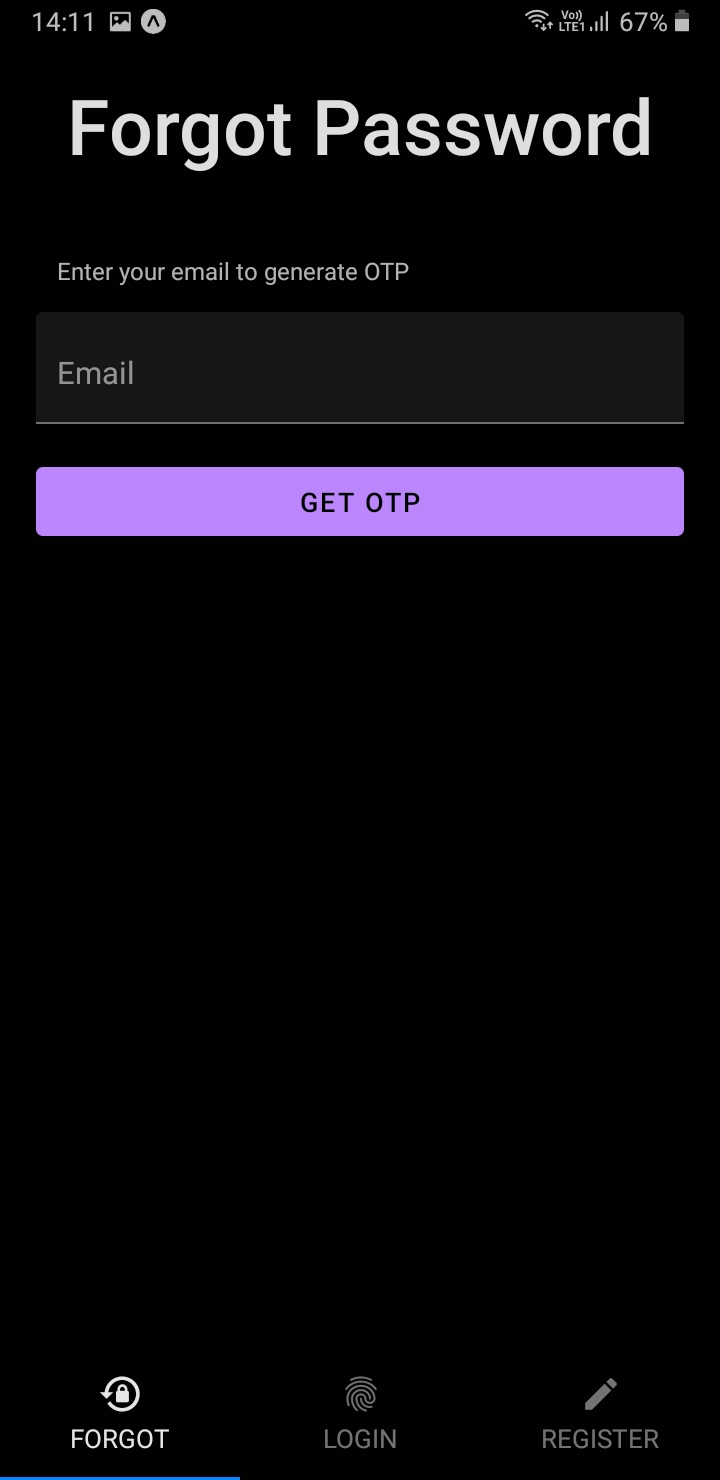 14:11 Vo)) LTE1 67%
Forgot Password
Enter your email to generate OTP
Email
GET OTP
FORGOT LOGIN REGISTER